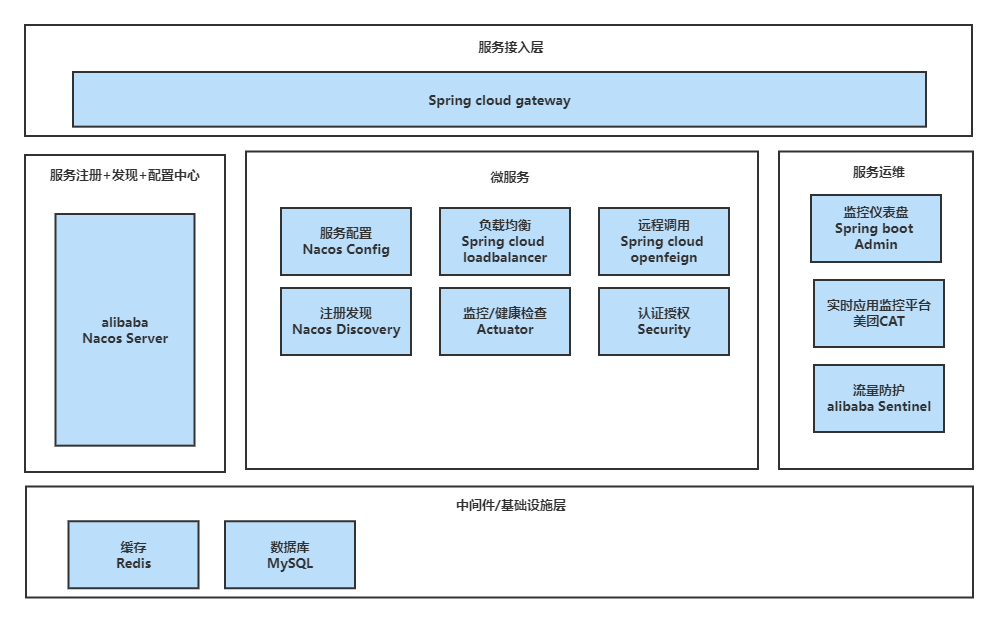 服务接入层
Spring cloud gateway
服务注册+发现+配置中心
alibaba
Nacos Server
微服务
服务配置
Nacos Config
负载均衡
Spring cloud
loadbalancer
远程调用
Spring cloud
openfeign
注册发现
Nacos Discovery
监控/健康检查
Actuator
认证授权
Security
服务运维
监控仪表盘
Spring boot
Admin
实时应用监控平台
美团CAT
流量防护
alibaba Sentinel
中间件/基础设施层
缓存
Redis
数据库
MySQL